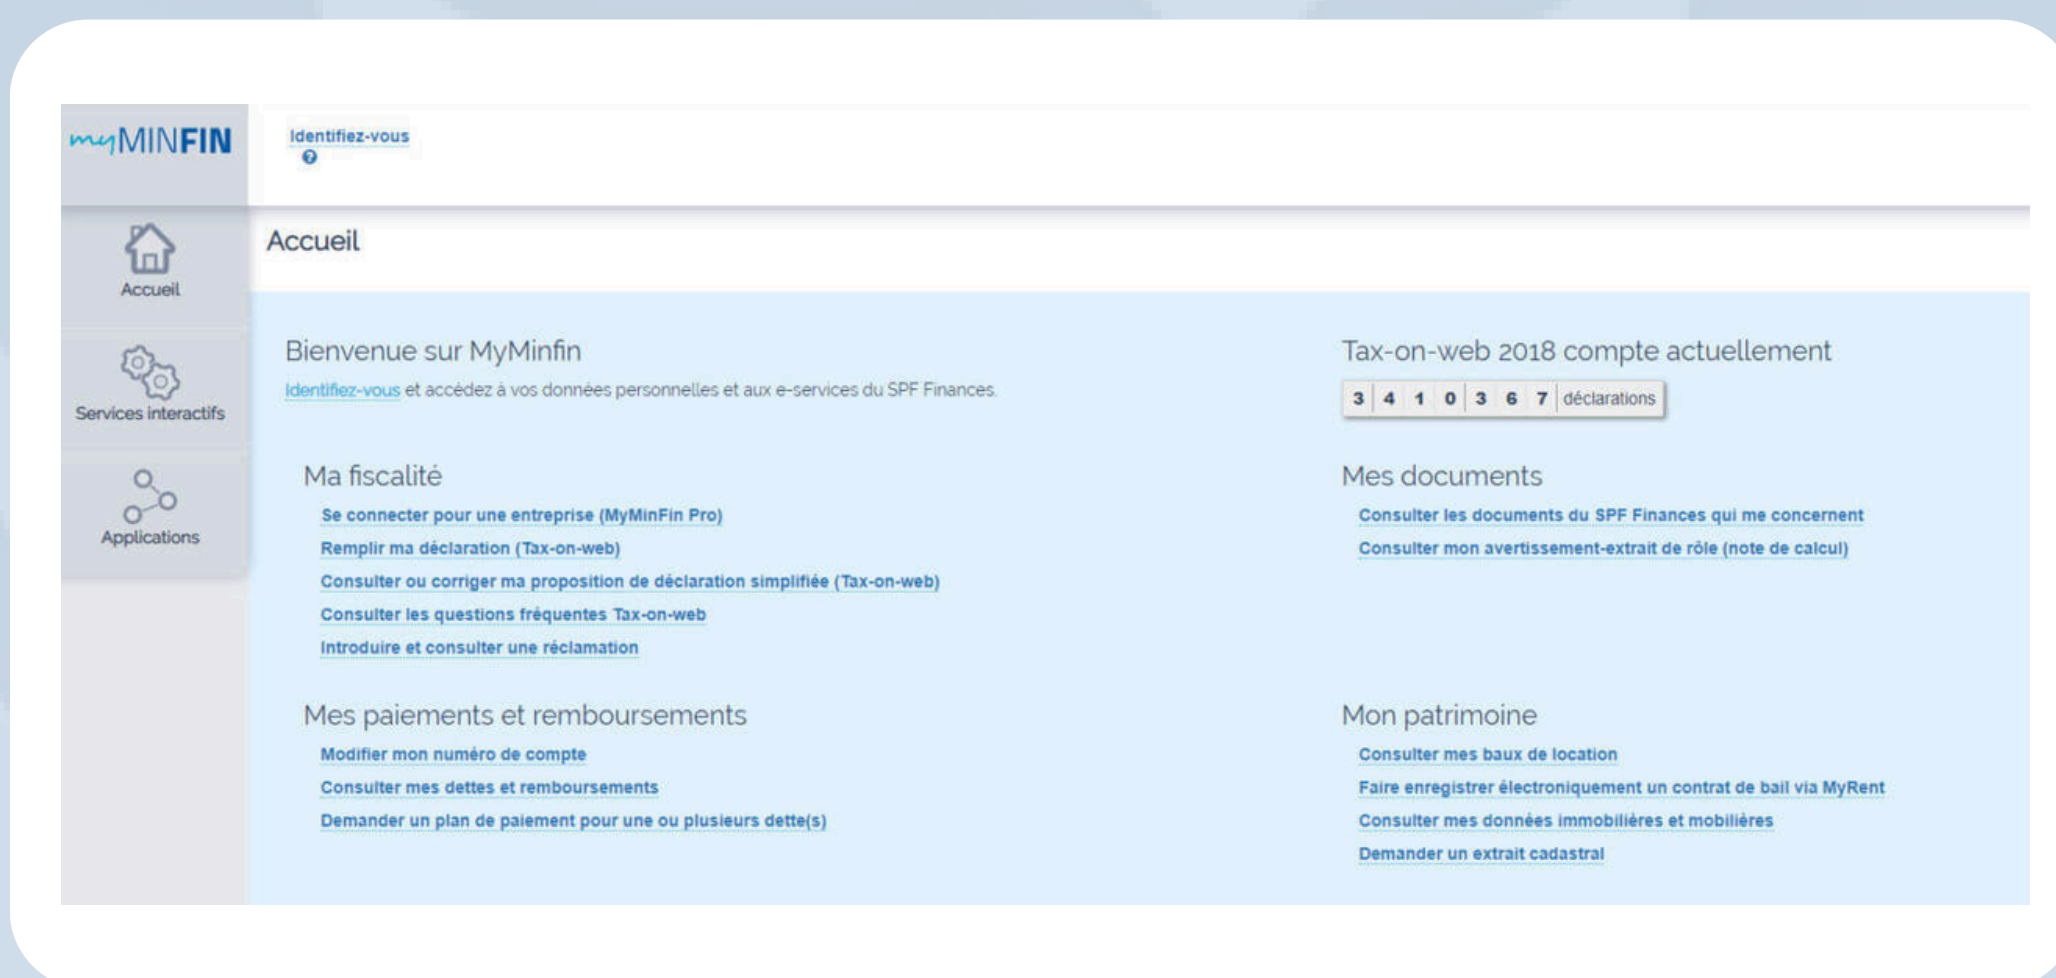 myMINFIN
Identifiez-vous
?
Accueil
Services interactifs
Applications
Accueil
Bienvenue sur MyMinfin
Identifiez-vous et accédez à vos données personnelles et aux e-services du SPF Finances.
Tax-on-web 2018 compte actuellement
3 4 1 0 3 6 7 déclarations
Ma fiscalité
Se connecter pour une entreprise (MyMinFin Pro)
Remplir ma déclaration (Tax-on-web)
Consulter ou corriger ma proposition de déclaration simplifiée (Tax-on-web)
Consulter les questions fréquentes Tax-on-web
Introduire et consulter une réclamation
Mes documents
Consulter les documents du SPF Finances qui me concernent
Consulter mon avertissement-extrait de rôle (note de calcul)
Mes paiements et remboursements
Modifier mon numéro de compte
Consulter mes dettes et remboursements
Demander un plan de paiement pour une ou plusieurs dette(s)
Mon patrimoine
Consulter mes baux de location
Faire enregistrer électroniquement un contrat de bail via MyRent
Consulter mes données immobilières et mobilières
Demander un extrait cadastral